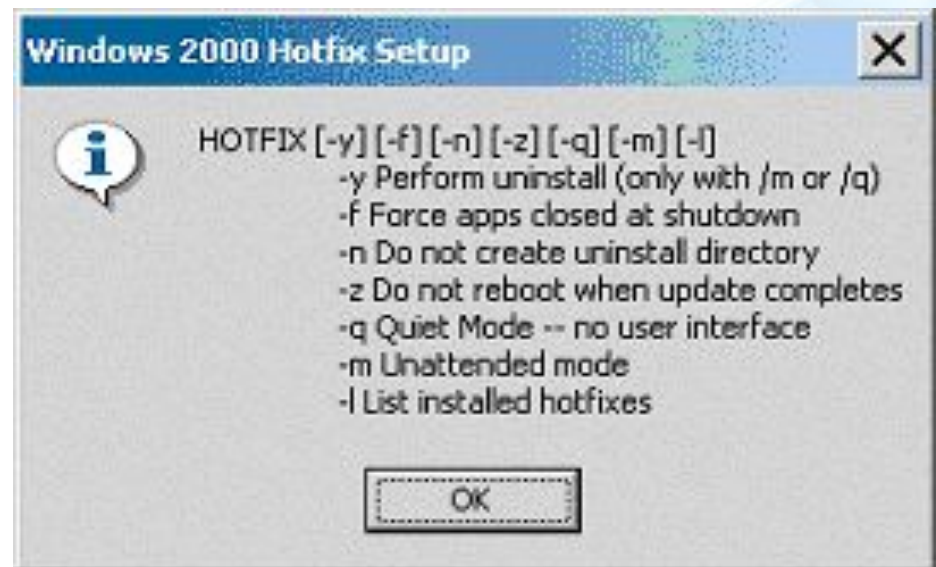 Windows 2000 Hotfix Setup
HOTFIX [-y] [-f] [-n] [-z] [-q] [-m] [-l]
-y Perform uninstall (only with /m or /q)
-f Force apps closed at shutdown
-n Do not create uninstall directory
-z Do not reboot when update completes
-q Quiet Mode -- no user interface
-m Unattended mode
-l List installed hotfixes
OK